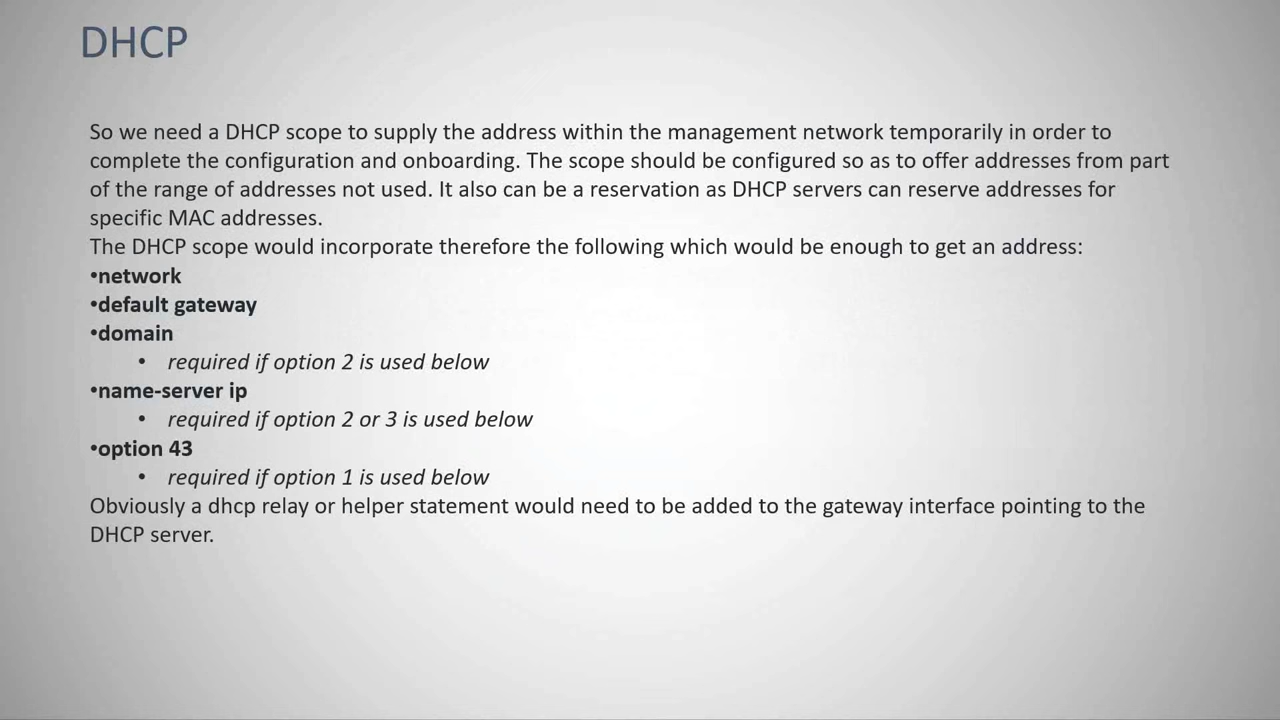 DHCP
So we need a DHCP scope to supply the address within the management network temporarily in order to
complete the configuration and onboarding. The scope should be configured so as to offer addresses from part
of the range of addresses not used. It also can be a reservation as DHCP servers can reserve addresses for
specific MAC addresses.
The DHCP scope would incorporate therefore the following which would be enough to get an address:
•network
•default gateway
•domain
• required if option 2 is used below
•name-server ip
• required if option 2 or 3 is used below
•option 43
• required if option 1 is used below
Obviously a dhcp relay or helper statement would need to be added to the gateway interface pointing to the
DHCP server.